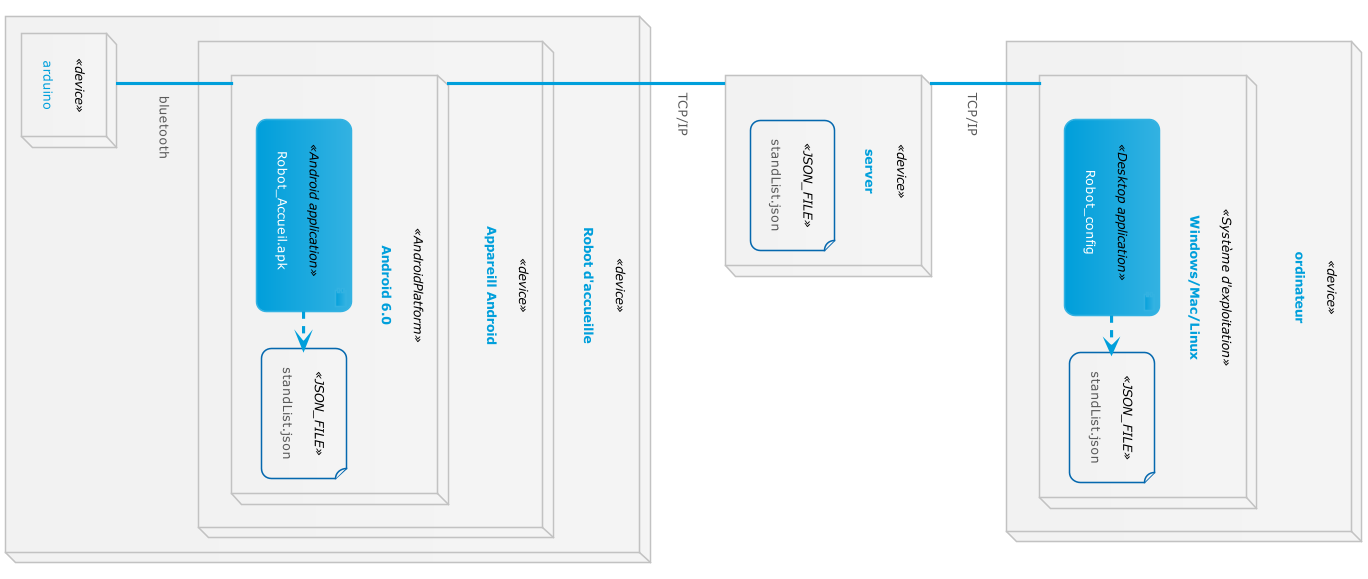 «device»
ordinateur
«Système d'exploitation»
Windows/Mac/Linux
«Desktop application»
Robot_config
«JSON_FILE»
standList.json
TCP/IP
«device»
server
«JSON_FILE»
standList.json
TCP/IP
«device»
Robot d'accueille
«device»
Appareill Android
«AndroidPlatform»
Android 6.0
«Android application»
Robot_Accueil.apk
«JSON_FILE»
standList.json
bluetooth
«device»
arduino